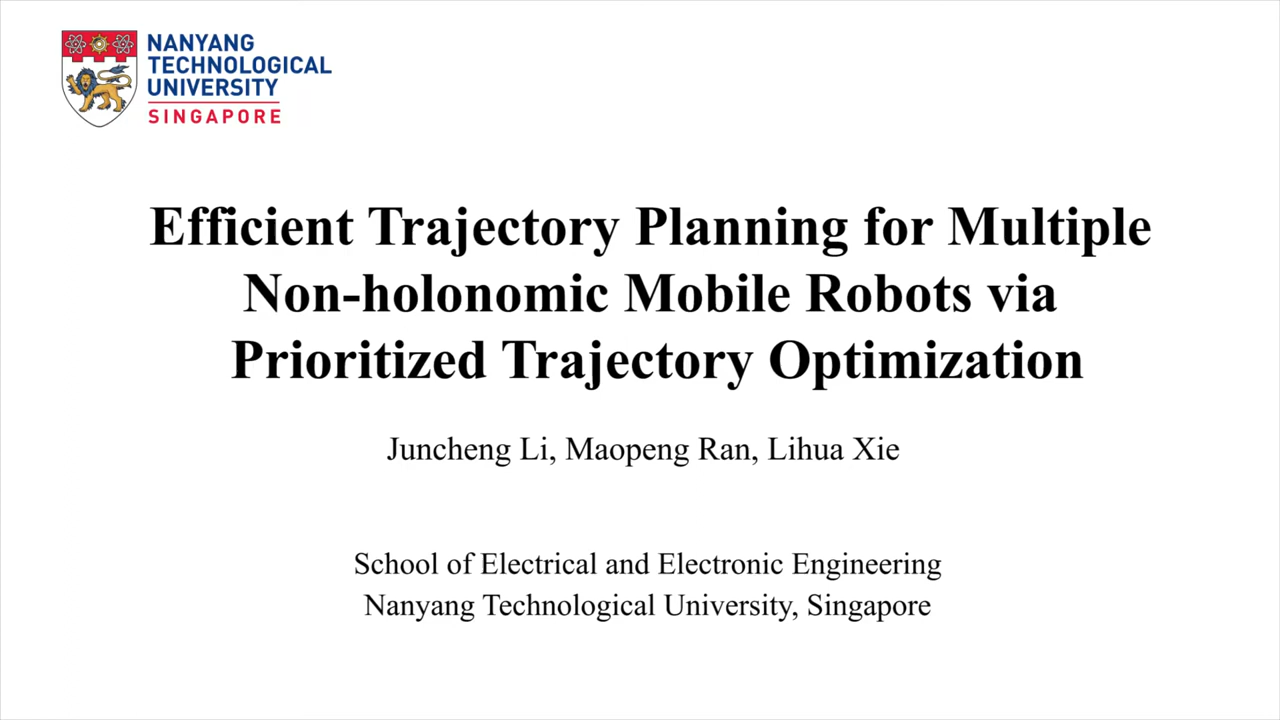 NANYANG
TECHNOLOGICAL
UNIVERSITY
SINGAPORE
Efficient Trajectory Planning for Multiple
Non-holonomic Mobile Robots via
Prioritized Trajectory Optimization
Juncheng Li, Maopeng Ran, Lihua Xie
School of Electrical and Electronic Engineering
Nanyang Technological University, Singapore